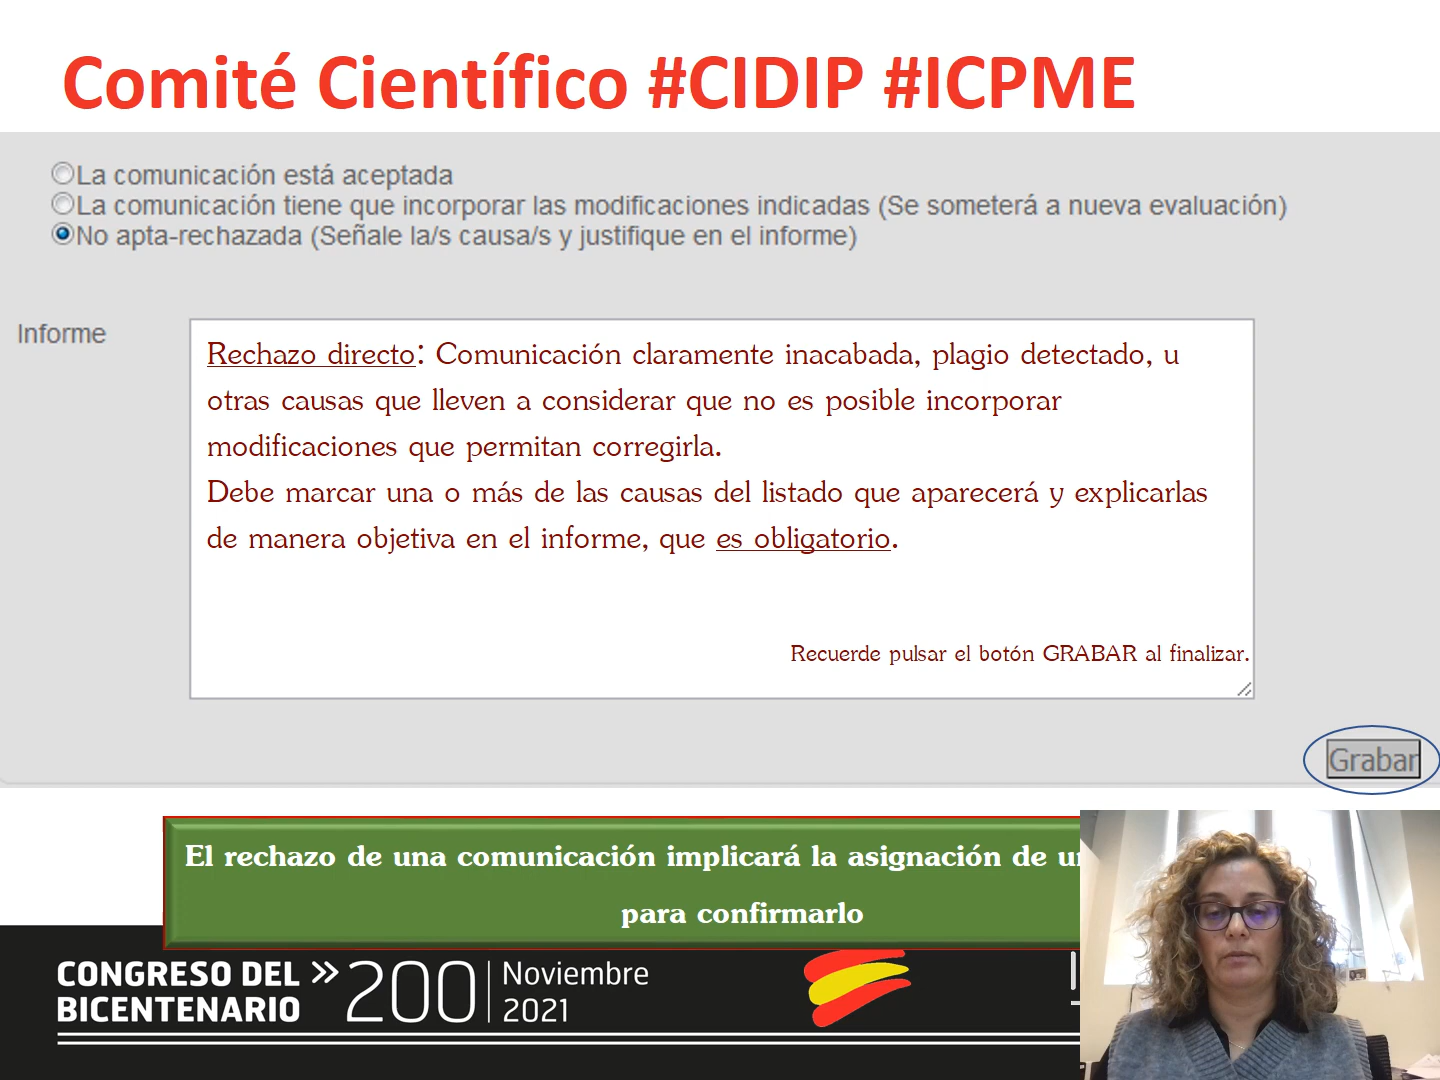 Comité Científico #CIDIP #ICPME
La comunicación está aceptada
La comunicación tiene que incorporar las modificaciones indicadas (Se someterá a nueva evaluación)
No apta-rechazada (Señale la/s causa/s y justifique en el informe)
Informe
Rechazo directo: Comunicación claramente inacabada, plagio detectado, u
otras causas que lleven a considerar que no es posible incorporar
modificaciones que permitan corregirla.
Debe marcar una o más de las causas del listado que aparecerá y explicarlas
de manera objetiva en el informe, que es obligatorio.
Recuerde pulsar el botón GRABAR al finalizar.
Grabar
El rechazo de una comunicación implicará la asignación de
para confirmarlo
CONGRESO DEL
BICENTENARIO
» 200
Noviembre
2021